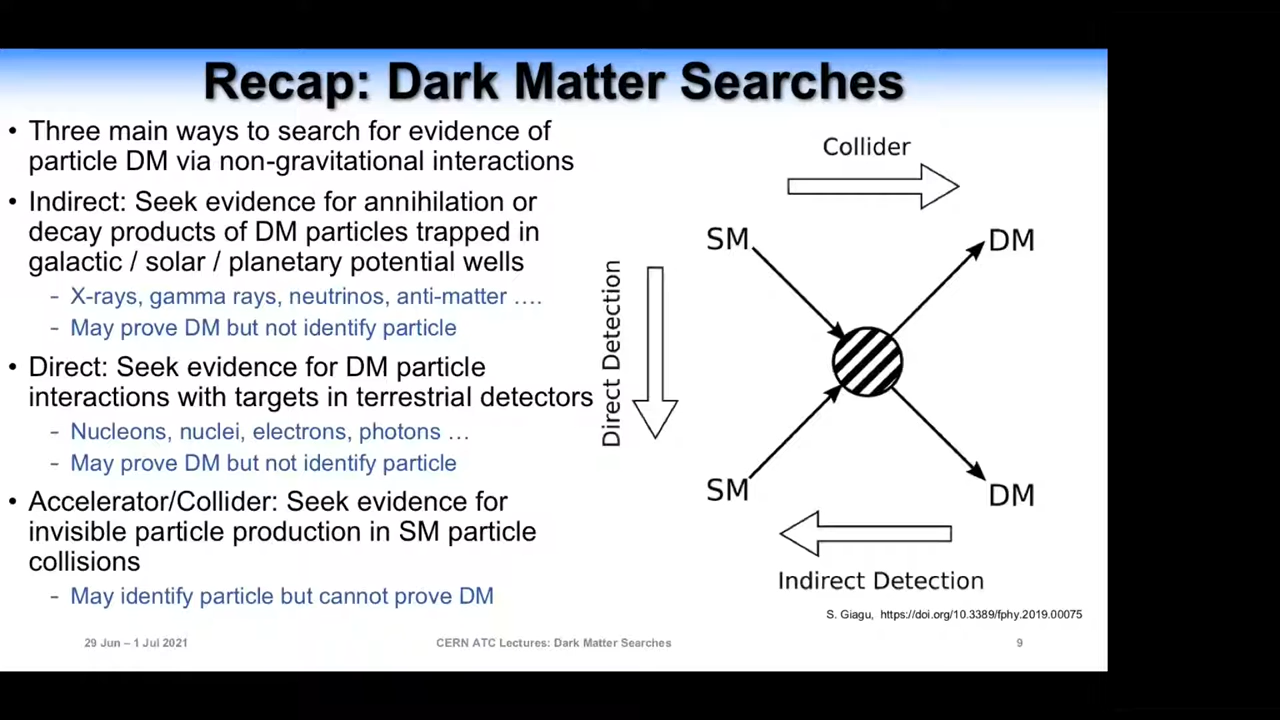 Recap: Dark Matter Searches
• Three main ways to search for evidence of
particle DM via non-gravitational interactions
• Indirect: Seek evidence for annihilation or
decay products of DM particles trapped in
galactic / solar / planetary potential wells
- X-rays, gamma rays, neutrinos, anti-matter ….
- May prove DM but not identify particle
• Direct: Seek evidence for DM particle
interactions with targets in terrestrial detectors
- Nucleons, nuclei, electrons, photons …
- May prove DM but not identify particle
• Accelerator/Collider: Seek evidence for
invisible particle production in SM particle
collisions
- May identify particle but cannot prove DM
Collider
SM
DM
Direct Detection
SM
DM
Indirect Detection
S. Giagu, https://doi.org/10.3389/fphy.2019.00075
29 Jun – 1 Jul 2021
CERN ATC Lectures: Dark Matter Searches
9